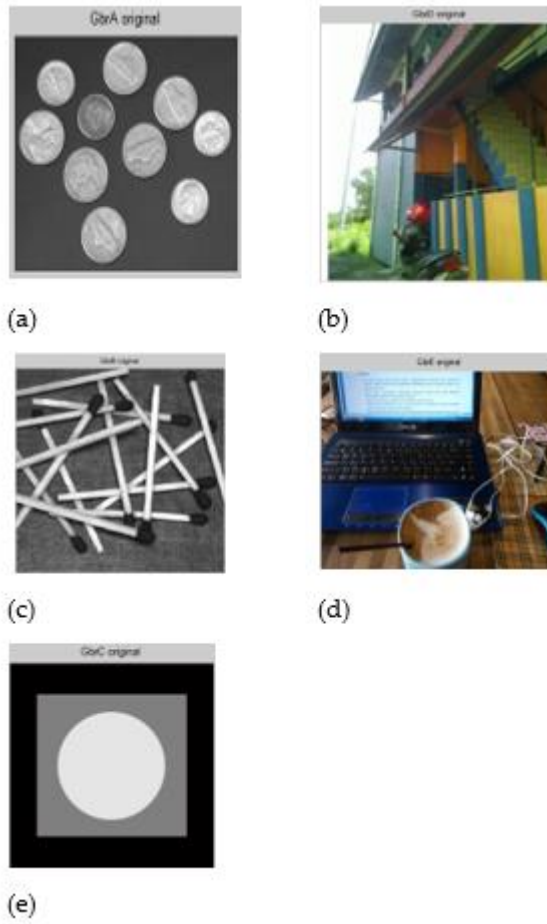 GbrA original
GbrD original
(a)
(b)
GbrB original
GbrE original
(c)
(d)
GbrC original
(e)